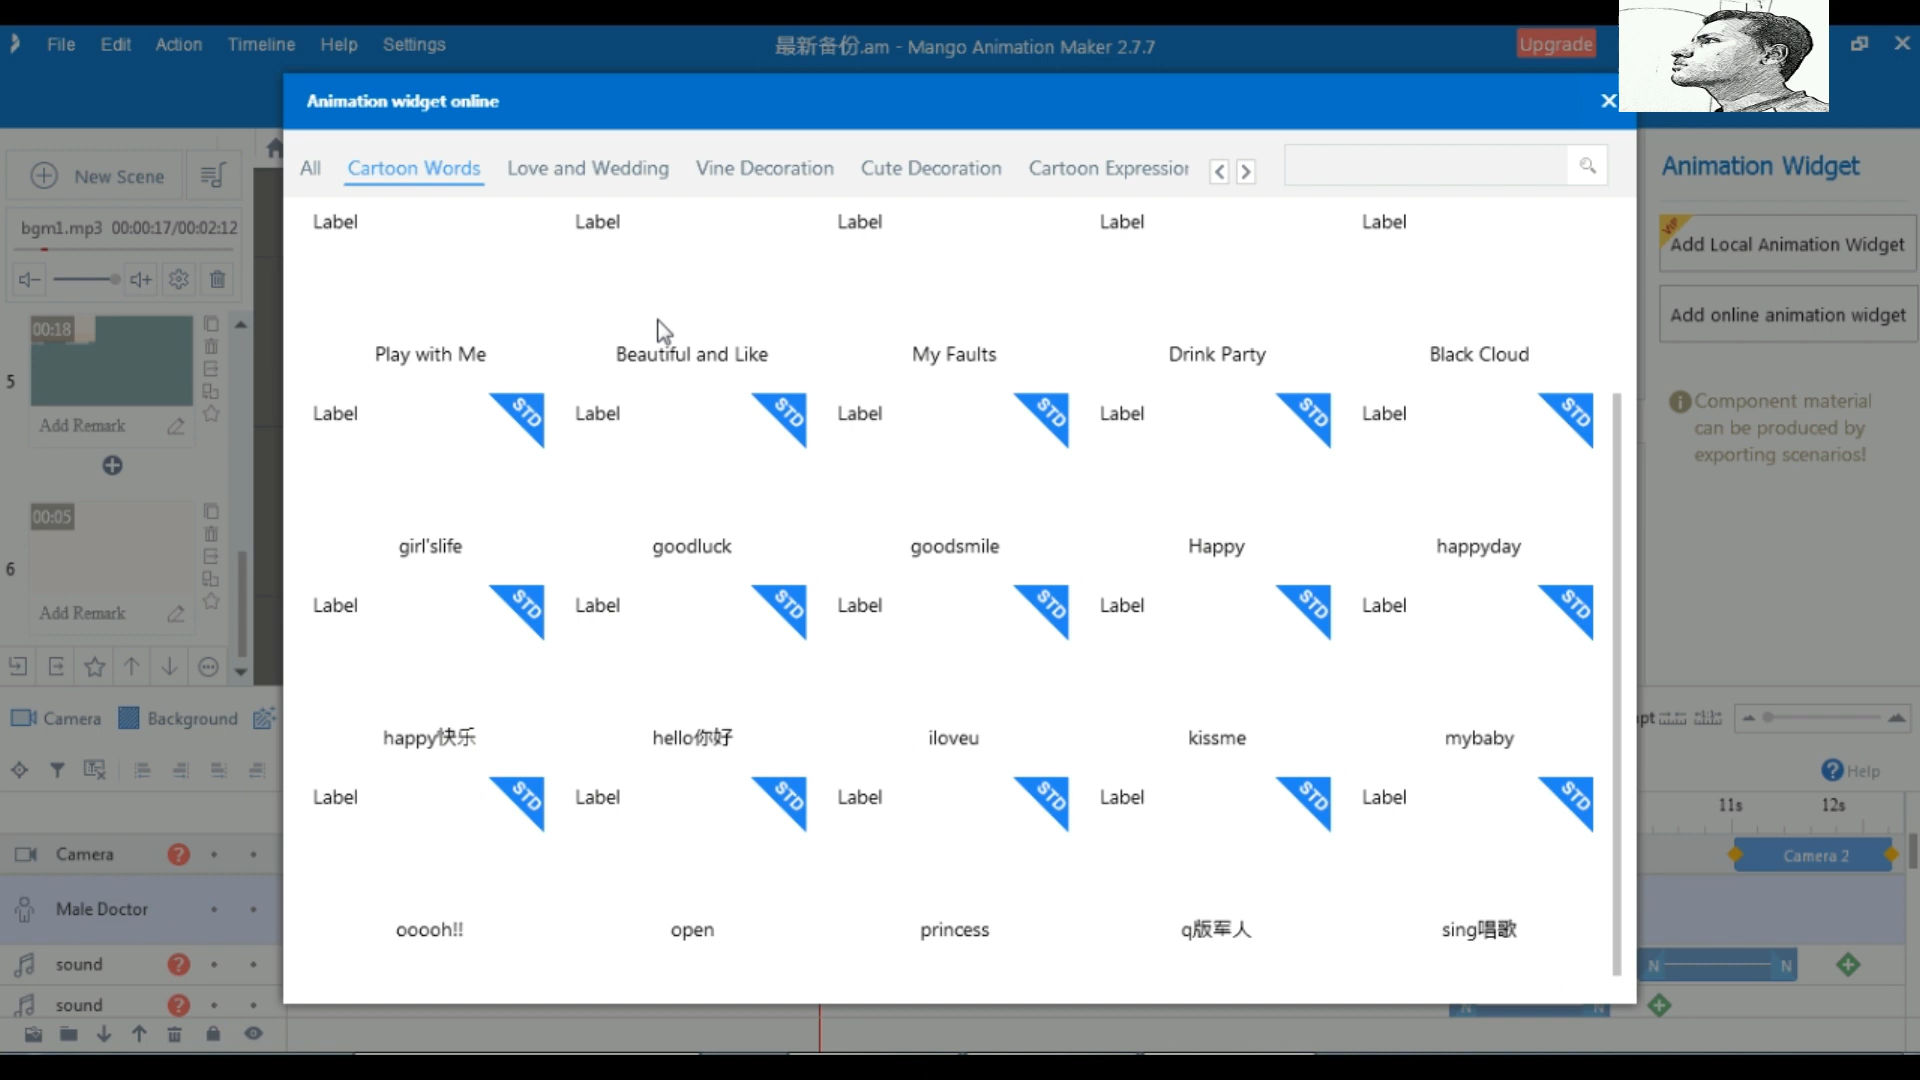 File Edit Action Timeline Help Settings
最新备份.am - Mango Animation Maker 2.7.7
Upgrade
Animation widget online
All Cartoon Words Love and Wedding Vine Decoration Cute Decoration Cartoon Expression
New Scene
bgm1.mp3 00:00:17/00:02:12
00:18
5
Add Remark
00:05
6
Add Remark
Camera Background
Label Label Label Label Label
Play with Me Beautiful and Like My Faults Drink Party Black Cloud
Label STD Label STD Label STD Label STD Label STD
girl'slife goodluck goodsmile Happy happyday
Label STD Label STD Label STD Label STD Label STD
happy快乐 hello你好 iloveu kissme mybaby
Label STD Label STD Label STD Label STD Label STD
ooooh!! open princess q版军人 sing唱歌
Animation Widget
VIP
Add Local Animation Widget
Add online animation widget
Component material
can be produced by
exporting scenarios!
Help
11s 12s
Camera
Camera 2
Male Doctor
sound
N N
sound
N N